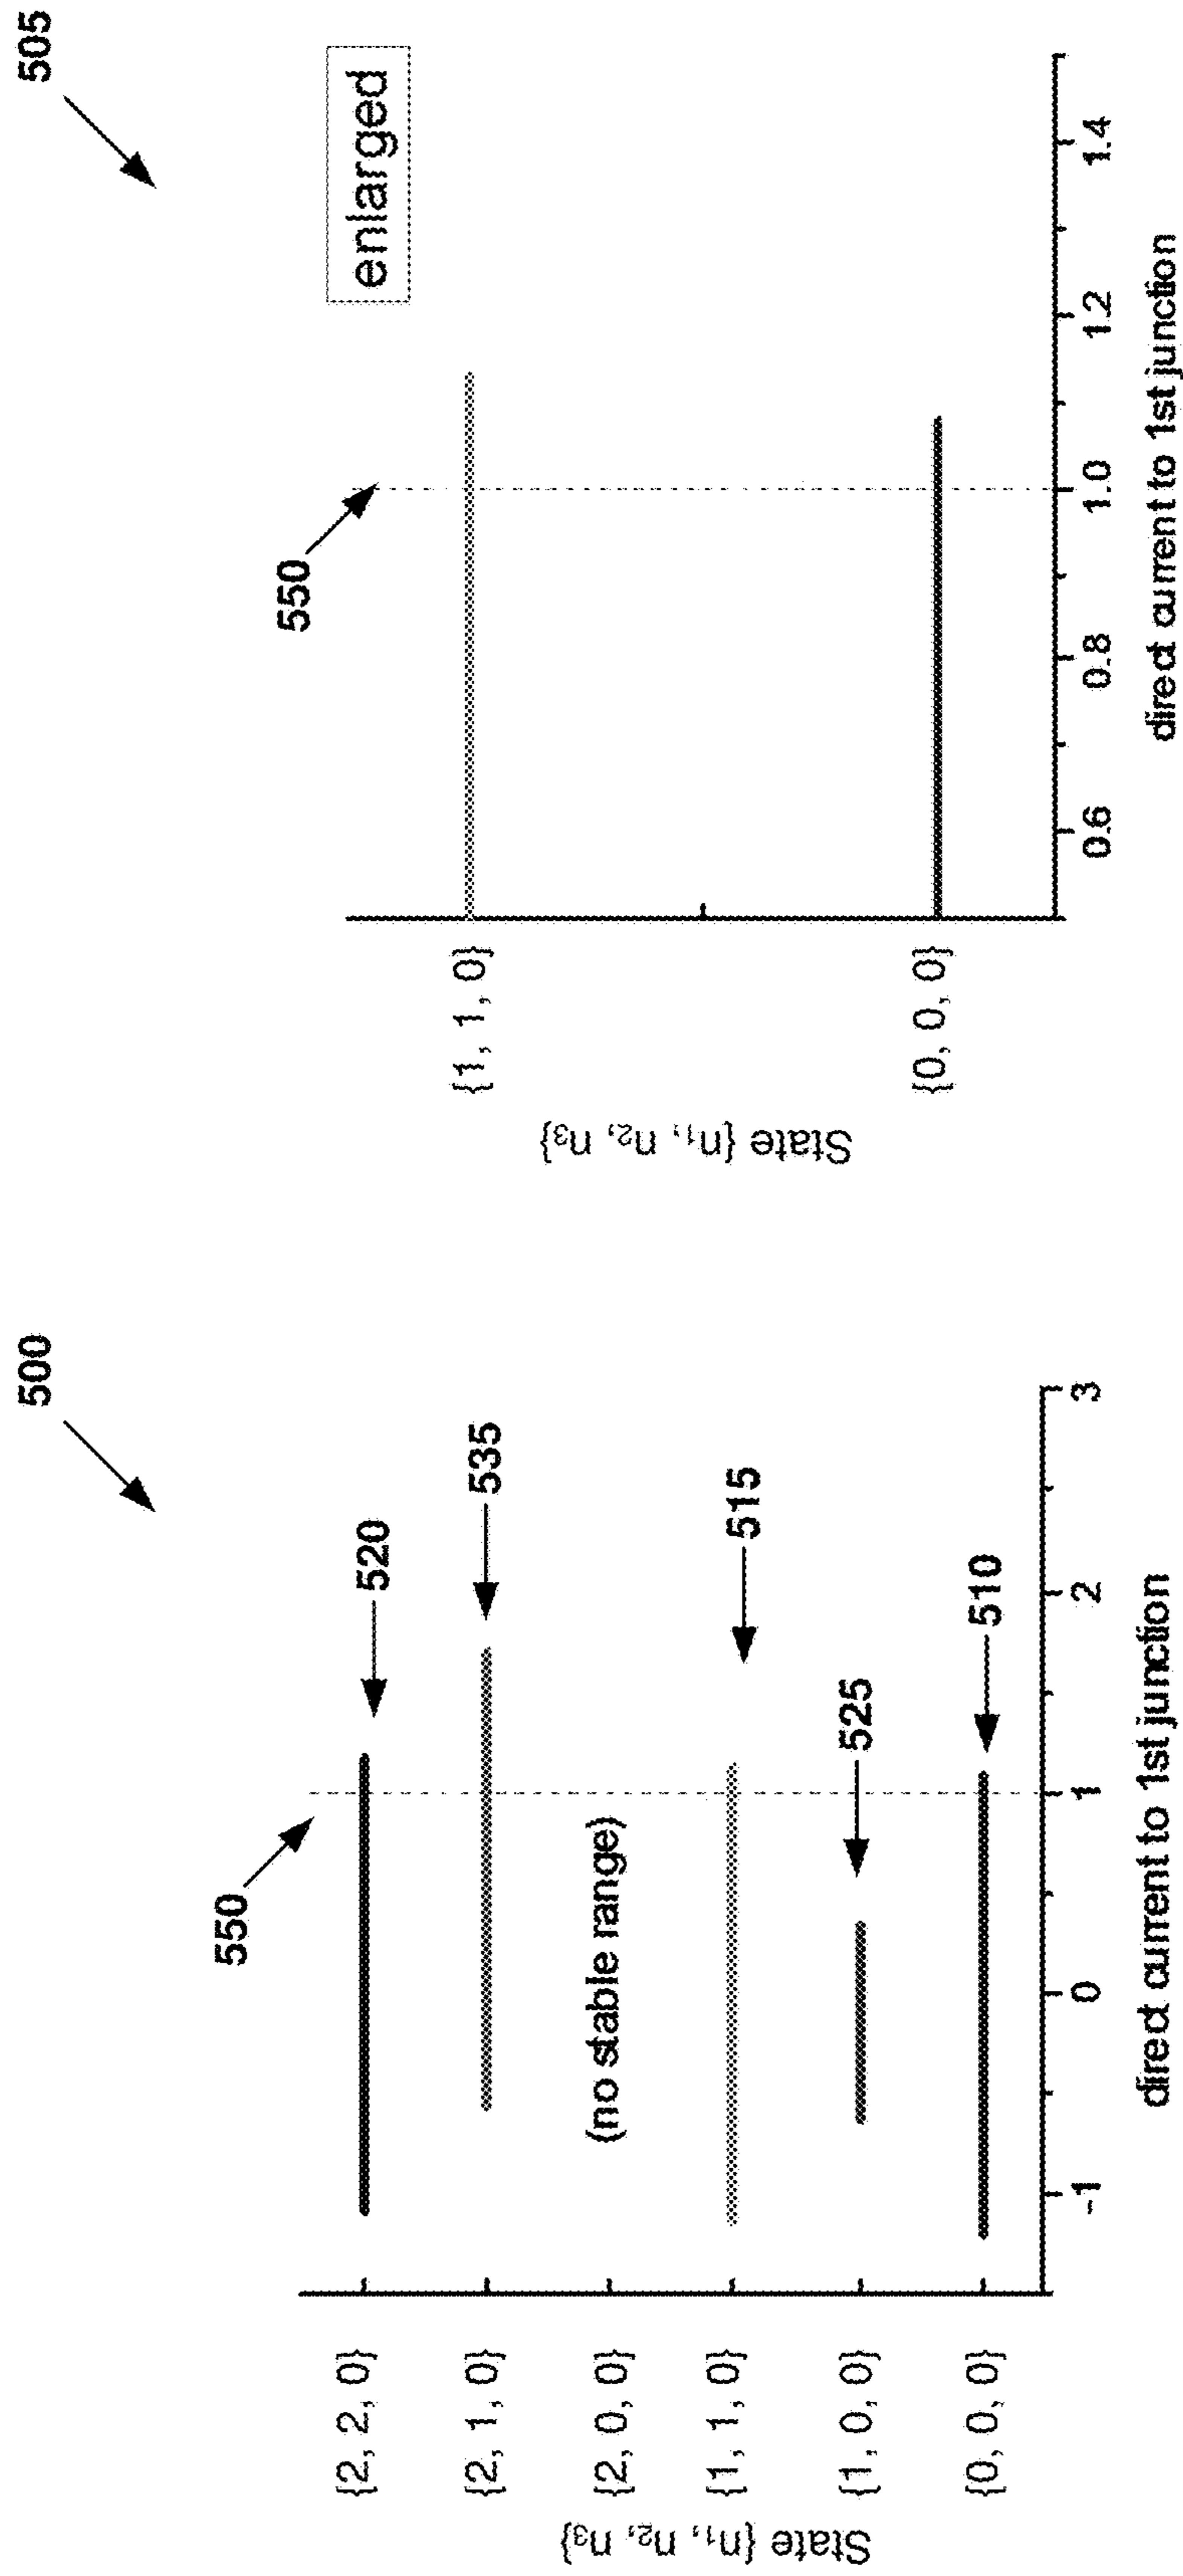 500
550
520
535
515
525
510
(no stable range)
State {n₁, n₂, n₃}
{2, 2, 0}
{2, 1, 0}
{2, 0, 0}
{1, 1, 0}
{1, 0, 0}
{0, 0, 0}
-1 0 1 2 3
direct current to 1st junction
505
enlarged
550
State {n₁, n₂, n₃}
{1, 1, 0}
{0, 0, 0}
0.6 0.8 1.0 1.2 1.4
direct current to 1st junction